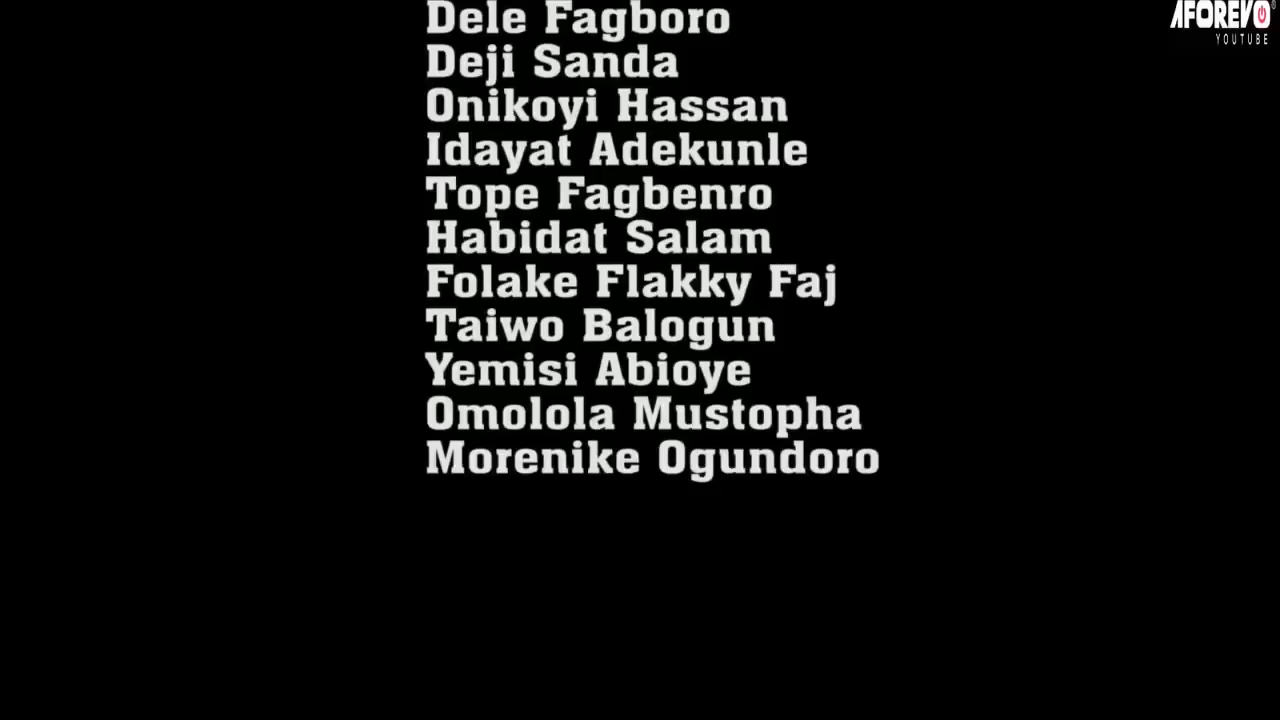 Dele Fagboro
Deji Sanda
Onikoyi Hassan
Idayat Adekunle
Tope Fagbenro
Habidat Salam
Folake Flakky Faj
Taiwo Balogun
Yemisi Abioye
Omolola Mustopha
Morenike Ogundoro
AFOREVO
YOUTUBE